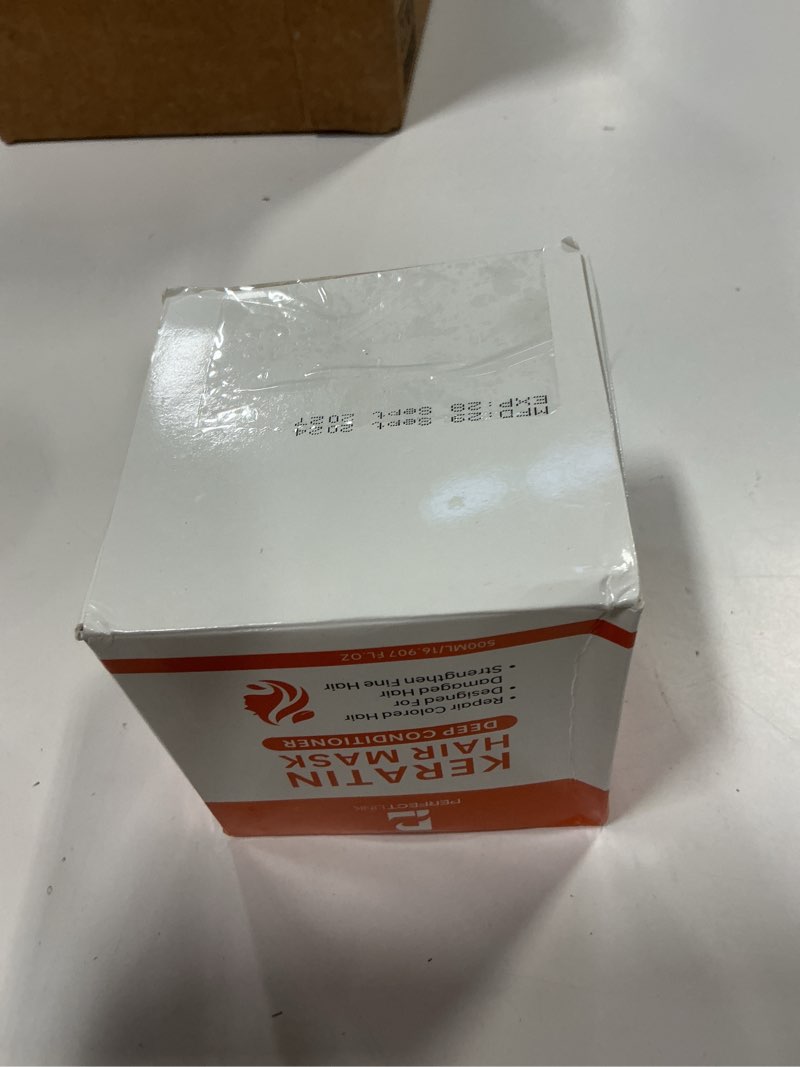 PERFECTLINK
KERATIN
HAIR MASK
DEEP CONDITIONER
Repair Colored Hair
• Designed For
Damaged Hair
• Strengthen Fine Hair
500ML/16.907 FL.OZ
MFD:29 Sept 2024
EXP:28 Sept